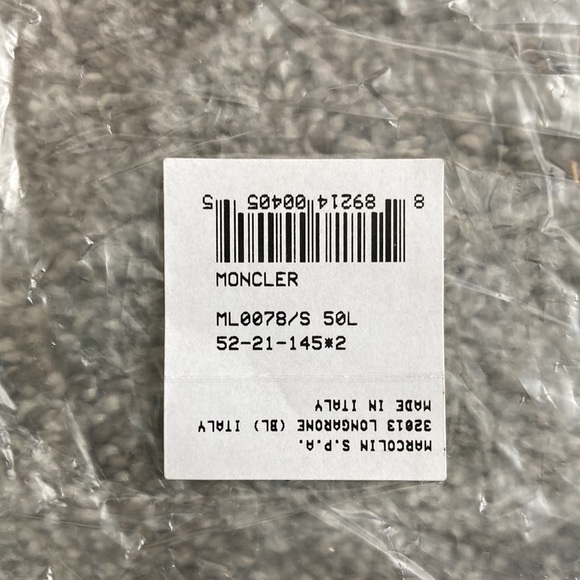 8 89214 00405 5
MONCLER
ML0078/S 50L
52-21-145*2
MARCOLIN S.P.A.
32013 LONGARONE (BL) ITALY
MADE IN ITALY